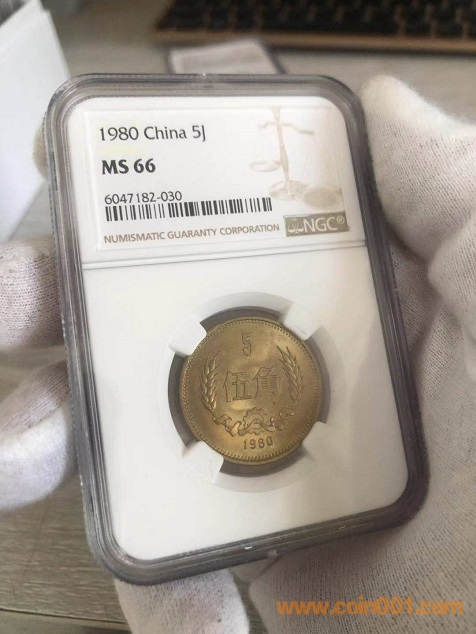 1980 China 5J
MS 66
6047182-030
NUMISMATIC GUARANTY CORPORATION NGC®
5
伍角
1980
www.coin001.com